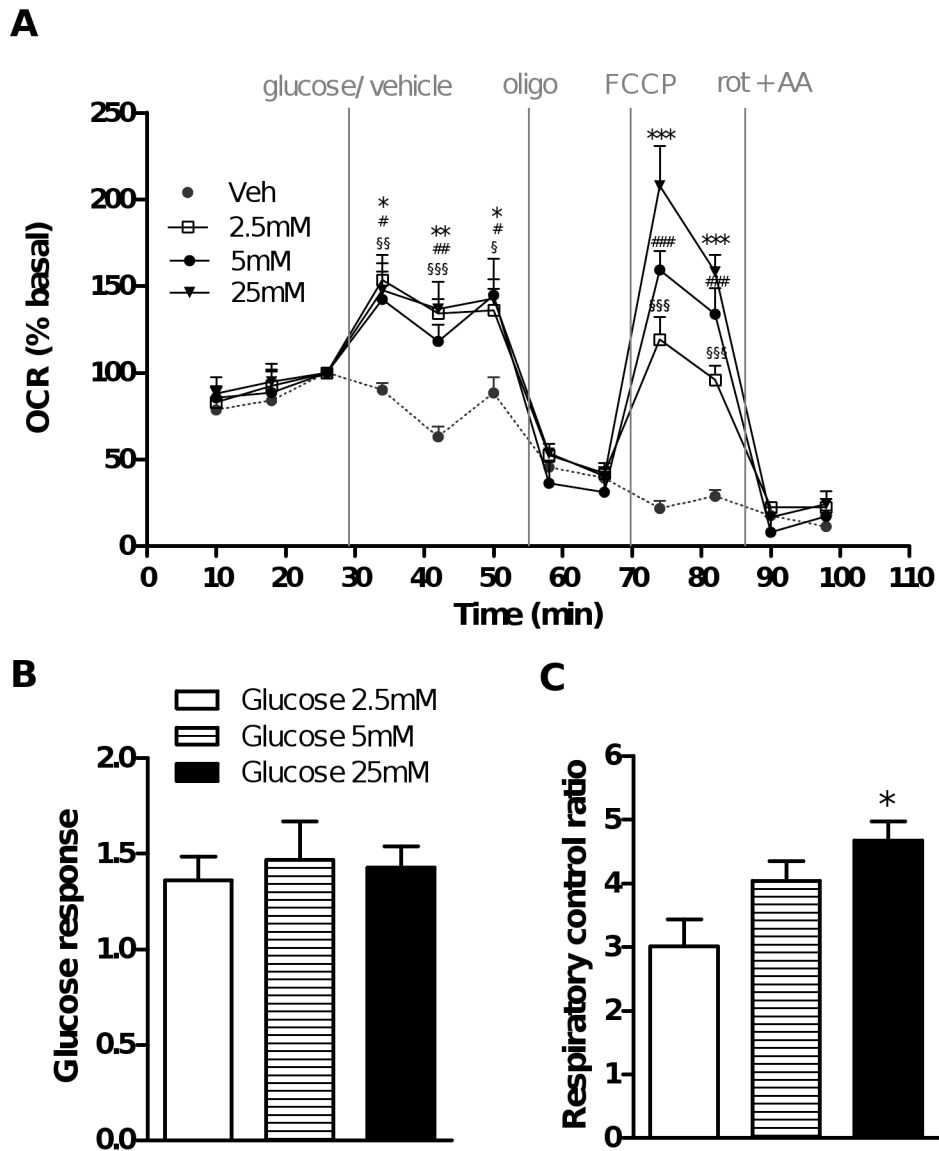 A
glucose/ vehicle oligo FCCP rot + AA
OCR (% basal)
250
200
150
100
50
0
Veh
2.5mM
5mM
25mM
*
#
§§
**
##
§§§
*
#
§
***
###
§§§
***
###
§§§
0 10 20 30 40 50 60 70 80 90 100 110
Time (min)
B
Glucose 2.5mM
Glucose 5mM
Glucose 25mM
Glucose response
2.0
1.5
1.0
0.5
0.0
C
Respiratory control ratio
6
5
4
3
2
1
0
*